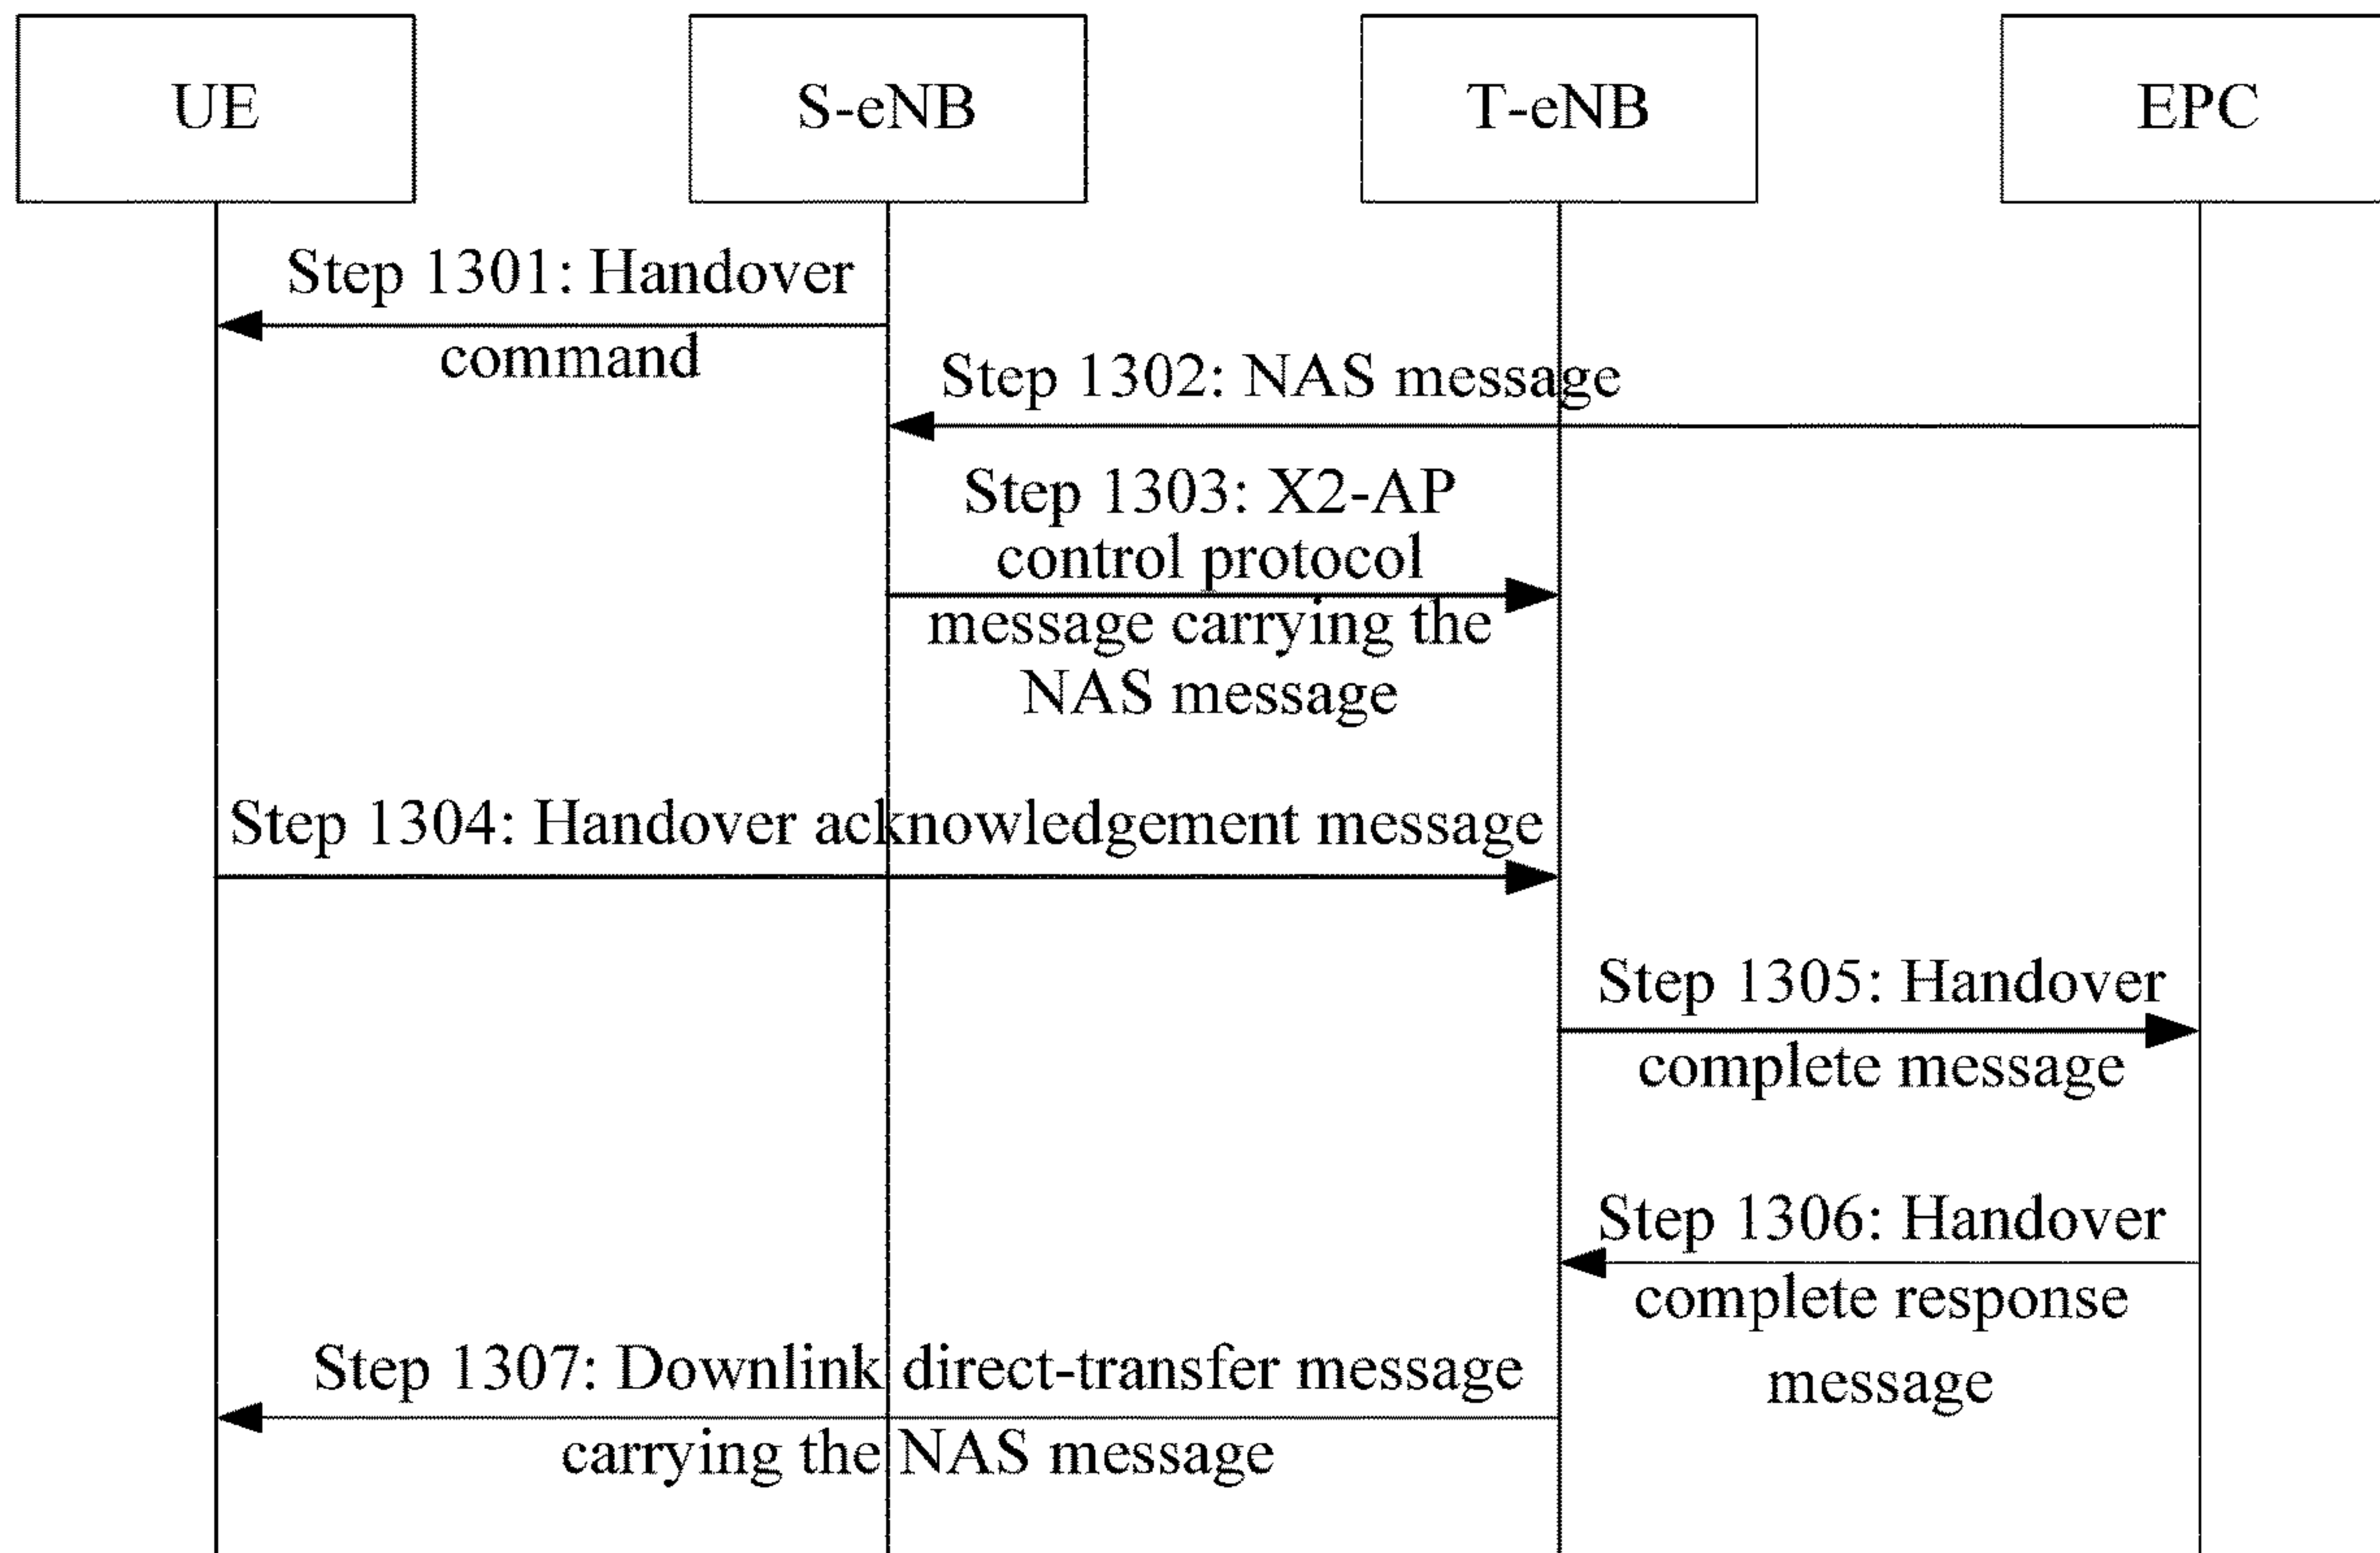 UE
S-eNB
T-eNB
EPC
Step 1301: Handover
command
Step 1302: NAS message
Step 1303: X2-AP
control protocol
message carrying the
NAS message
Step 1304: Handover acknowledgement message
Step 1305: Handover
complete message
Step 1306: Handover
complete response
message
Step 1307: Downlink direct-transfer message
carrying the NAS message